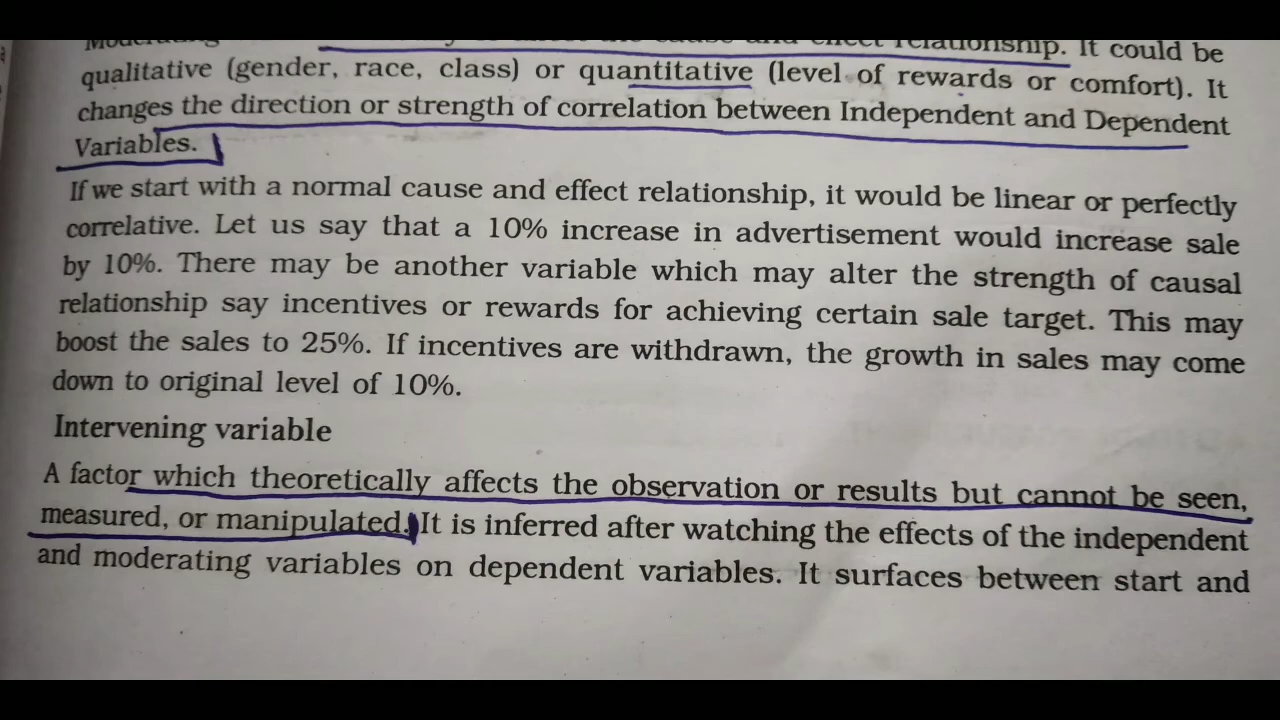 cause and effect relationship. It could be
qualitative (gender, race, class) or quantitative (level of rewards or comfort). It
changes the direction or strength of correlation between Independent and Dependent
Variables.
If we start with a normal cause and effect relationship, it would be linear or perfectly
correlative. Let us say that a 10% increase in advertisement would increase sale
by 10%. There may be another variable which may alter the strength of causal
relationship say incentives or rewards for achieving certain sale target. This may
boost the sales to 25%. If incentives are withdrawn, the growth in sales may come
down to original level of 10%.
Intervening variable
A factor which theoretically affects the observation or results but cannot be seen,
measured, or manipulated. It is inferred after watching the effects of the independent
and moderating variables on dependent variables. It surfaces between start and